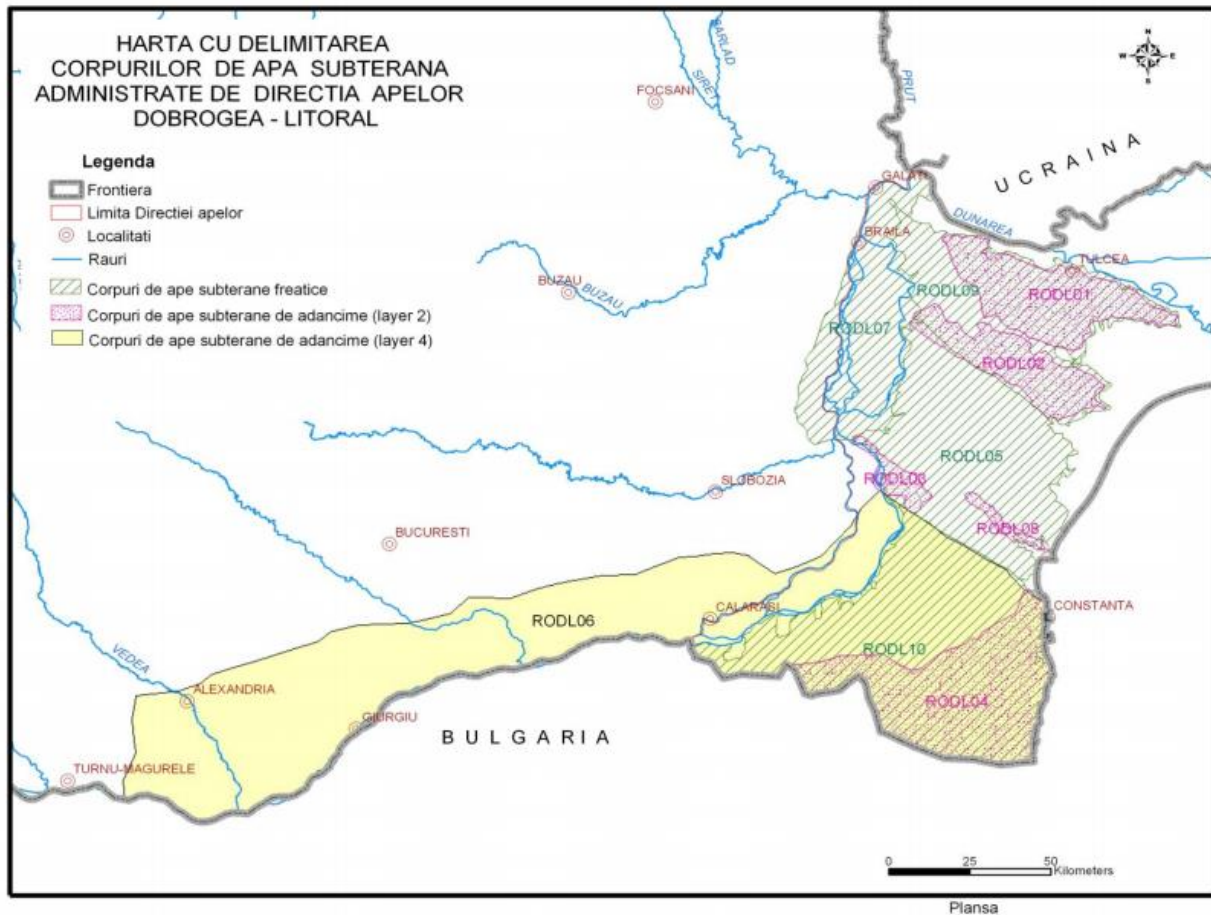 HARTA CU DELIMITAREA
CORPURILOR DE APA SUBTERANA
ADMINISTRATE DE DIRECTIA APELOR
DOBROGEA - LITORAL
Legenda
Frontiera
Limita Directiei apelor
Localitati
Rauri
Corpuri de ape subterane freatice
Corpuri de ape subterane de adancime (layer 2)
Corpuri de ape subterane de adancime (layer 4)
N
W E
S
BARLAD
SIRET
PRUT
FOCSANI
UCRAINA
GALATI
DUNAREA
BRAILA
TULCEA
BUZAU
BUZAU
RODL09
RODL01
RODL07
RODL02
RODL05
RODL03
SLOBOZIA
RODL08
BUCURESTI
CALARASI
CONSTANTA
RODL06
RODL10
VEDEA
ALEXANDRIA
RODL04
GIURGIU
BULGARIA
TURNU-MAGURELE
0 25 50
Kilometers
Plansa